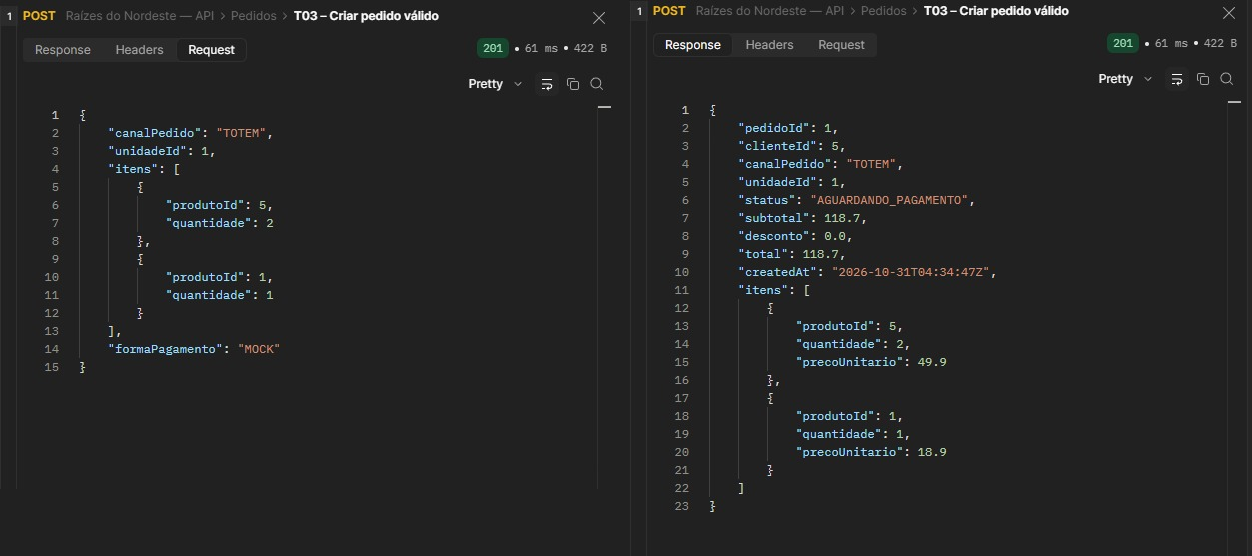 1 POST Raízes do Nordeste — API > Pedidos > T03 – Criar pedido válido
Response Headers Request
201 • 61 ms • 422 B
Pretty
1 {
2 "canalPedido": "TOTEM",
3 "unidadeId": 1,
4 "itens": [
5 {
6 "produtoId": 5,
7 "quantidade": 2
8 },
9 {
10 "produtoId": 1,
11 "quantidade": 1
12 }
13 ],
14 "formaPagamento": "MOCK"
15 }
1 POST Raízes do Nordeste — API > Pedidos > T03 – Criar pedido válido
Response Headers Request
201 • 61 ms • 422 B
Pretty
1 {
2 "pedidoId": 1,
3 "clienteId": 5,
4 "canalPedido": "TOTEM",
5 "unidadeId": 1,
6 "status": "AGUARDANDO_PAGAMENTO",
7 "subtotal": 118.7,
8 "desconto": 0.0,
9 "total": 118.7,
10 "createdAt": "2026-10-31T04:34:47Z",
11 "itens": [
12 {
13 "produtoId": 5,
14 "quantidade": 2,
15 "precoUnitario": 49.9
16 },
17 {
18 "produtoId": 1,
19 "quantidade": 1,
20 "precoUnitario": 18.9
21 }
22 ]
23 }